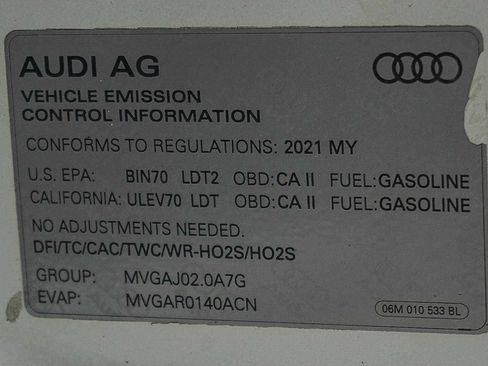 AUDI AG
VEHICLE EMISSION
CONTROL INFORMATION
CONFORMS TO REGULATIONS: 2021 MY
U.S. EPA: BIN70 LDT2 OBD:CA II FUEL:GASOLINE
CALIFORNIA: ULEV70 LDT OBD:CA II FUEL:GASOLINE
NO ADJUSTMENTS NEEDED.
DFI/TC/CAC/TWC/WR-HO2S/HO2S
GROUP: MVGAJ02.0A7G
EVAP: MVGAR0140ACN
06M 010 533 BL